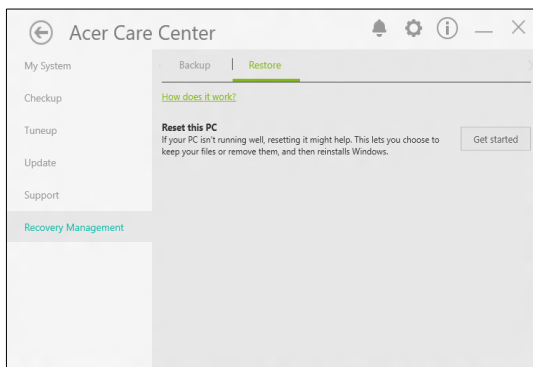 Acer Care Center
My System
Checkup
Tuneup
Update
Support
Recovery Management
Backup
Restore
How does it work?
Reset this PC
If your PC isn't running well, resetting it might help. This lets you choose to
keep your files or remove them, and then reinstalls Windows.
Get started